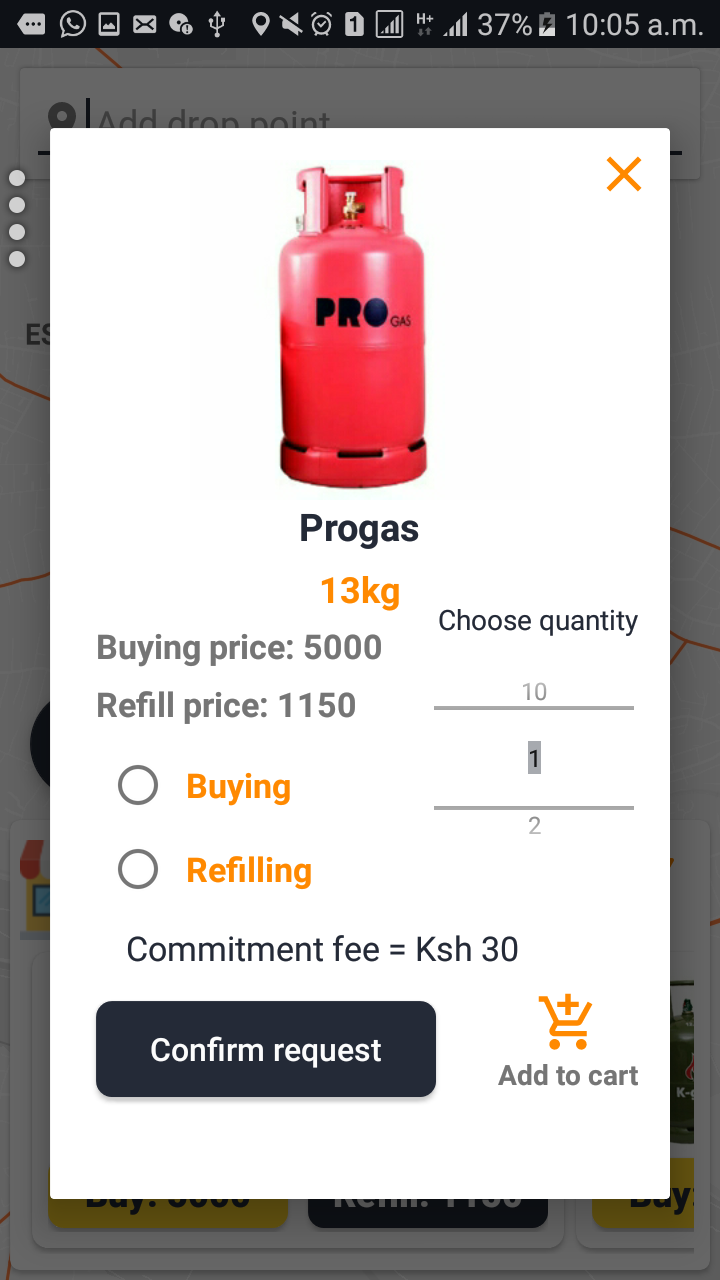 1 H+ 37% 10:05 a.m.
Add drop point
ES
PRO GAS
Progas
13kg
Choose quantity
Buying price: 5000
10
Refill price: 1150
1
Buying
2
Refilling
Commitment fee = Ksh 30
Confirm request
Add to cart
K-
Buy: 5000 Refill: 1150 Buy: